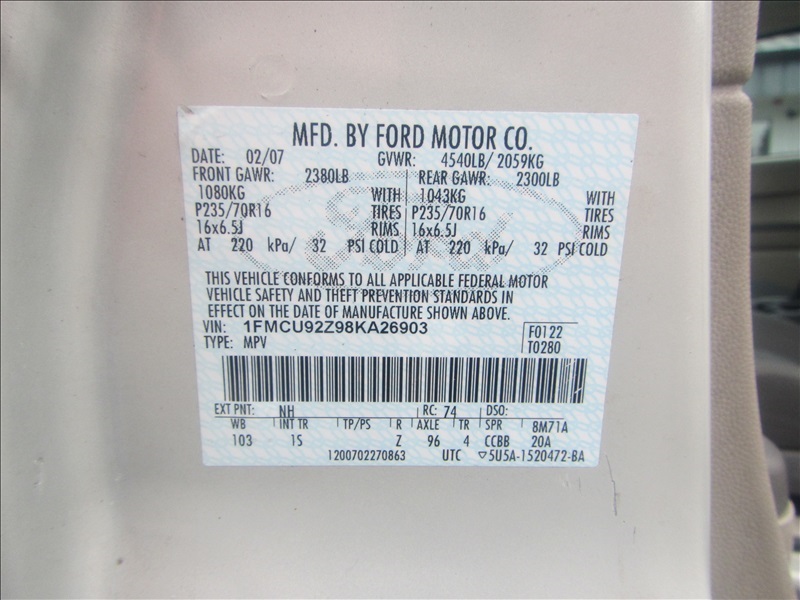 MFD. BY FORD MOTOR CO.
DATE: 02/07 GVWR: 4540LB/ 2059KG
FRONT GAWR: 2380LB REAR GAWR: 2300LB
1080KG WITH 1043KG WITH
P235/70R16 TIRES P235/70R16 TIRES
16x6.5J RIMS 16x6.5J RIMS
AT 220 kPa/ 32 PSI COLD AT 220 kPa/ 32 PSI COLD
Ford
THIS VEHICLE CONFORMS TO ALL APPLICABLE FEDERAL MOTOR
VEHICLE SAFETY AND THEFT PREVENTION STANDARDS IN
EFFECT ON THE DATE OF MANUFACTURE SHOWN ABOVE.
VIN: 1FMCU92Z98KA26903 F0122
TYPE: MPV T0280
EXT PNT: NH RC: 74 DSO:
WB INT TR TP/PS R AXLE TR SPR 8M71A
103 1S Z 96 4 CCBB 20A
1200702270863 UTC ▽5U5A-1520472-BA